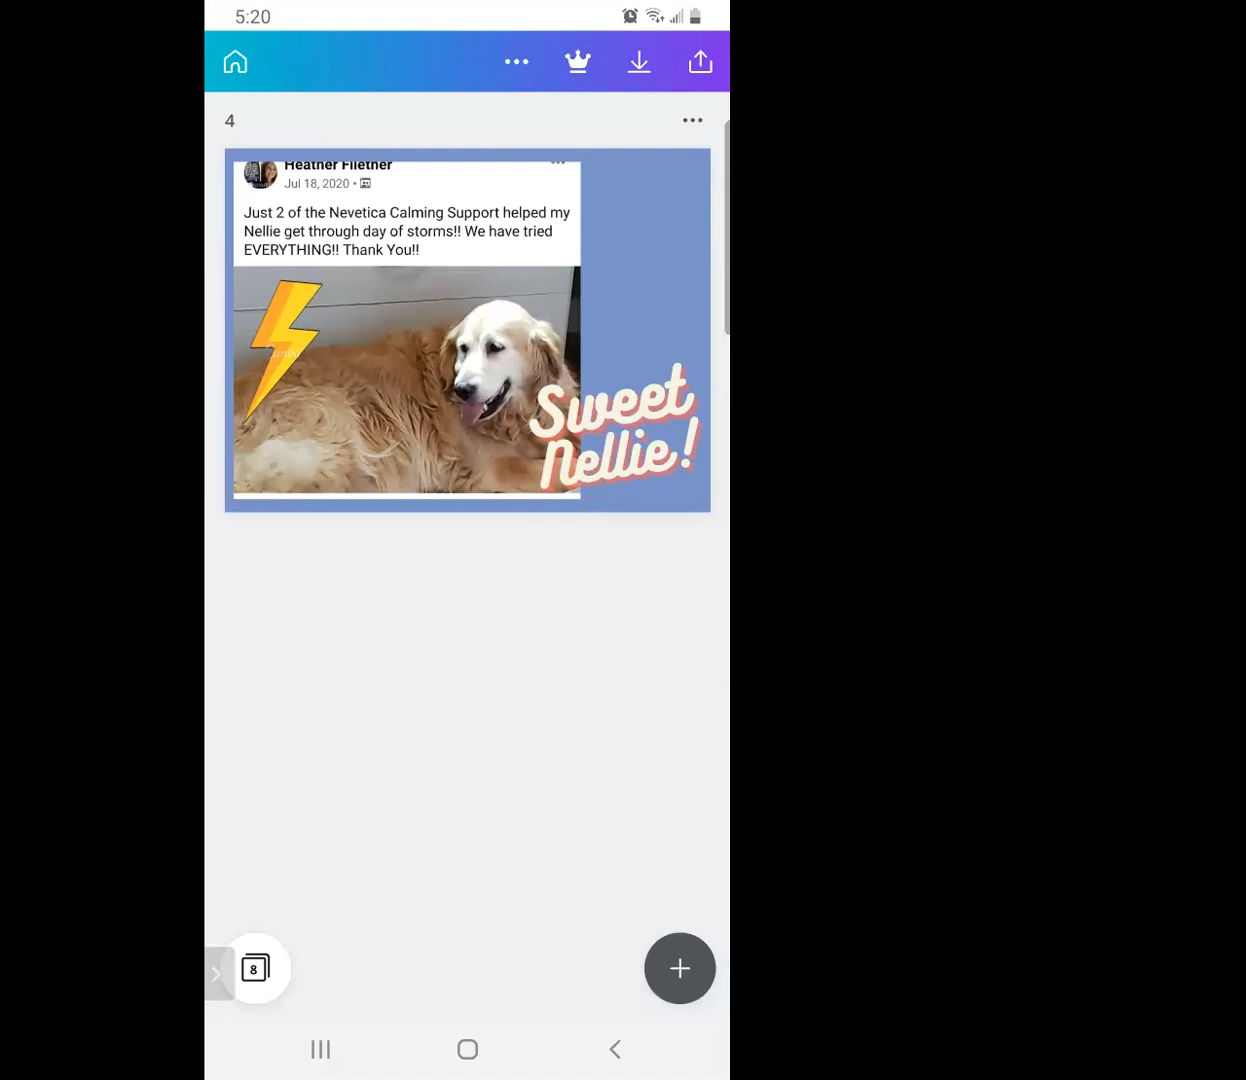 5:20
4
Heather Fliether
Jul 18, 2020 •
Just 2 of the Nevetica Calming Support helped my
Nellie get through day of storms!! We have tried
EVERYTHING!! Thank You!!
Canva
Sweet
Nellie!
8